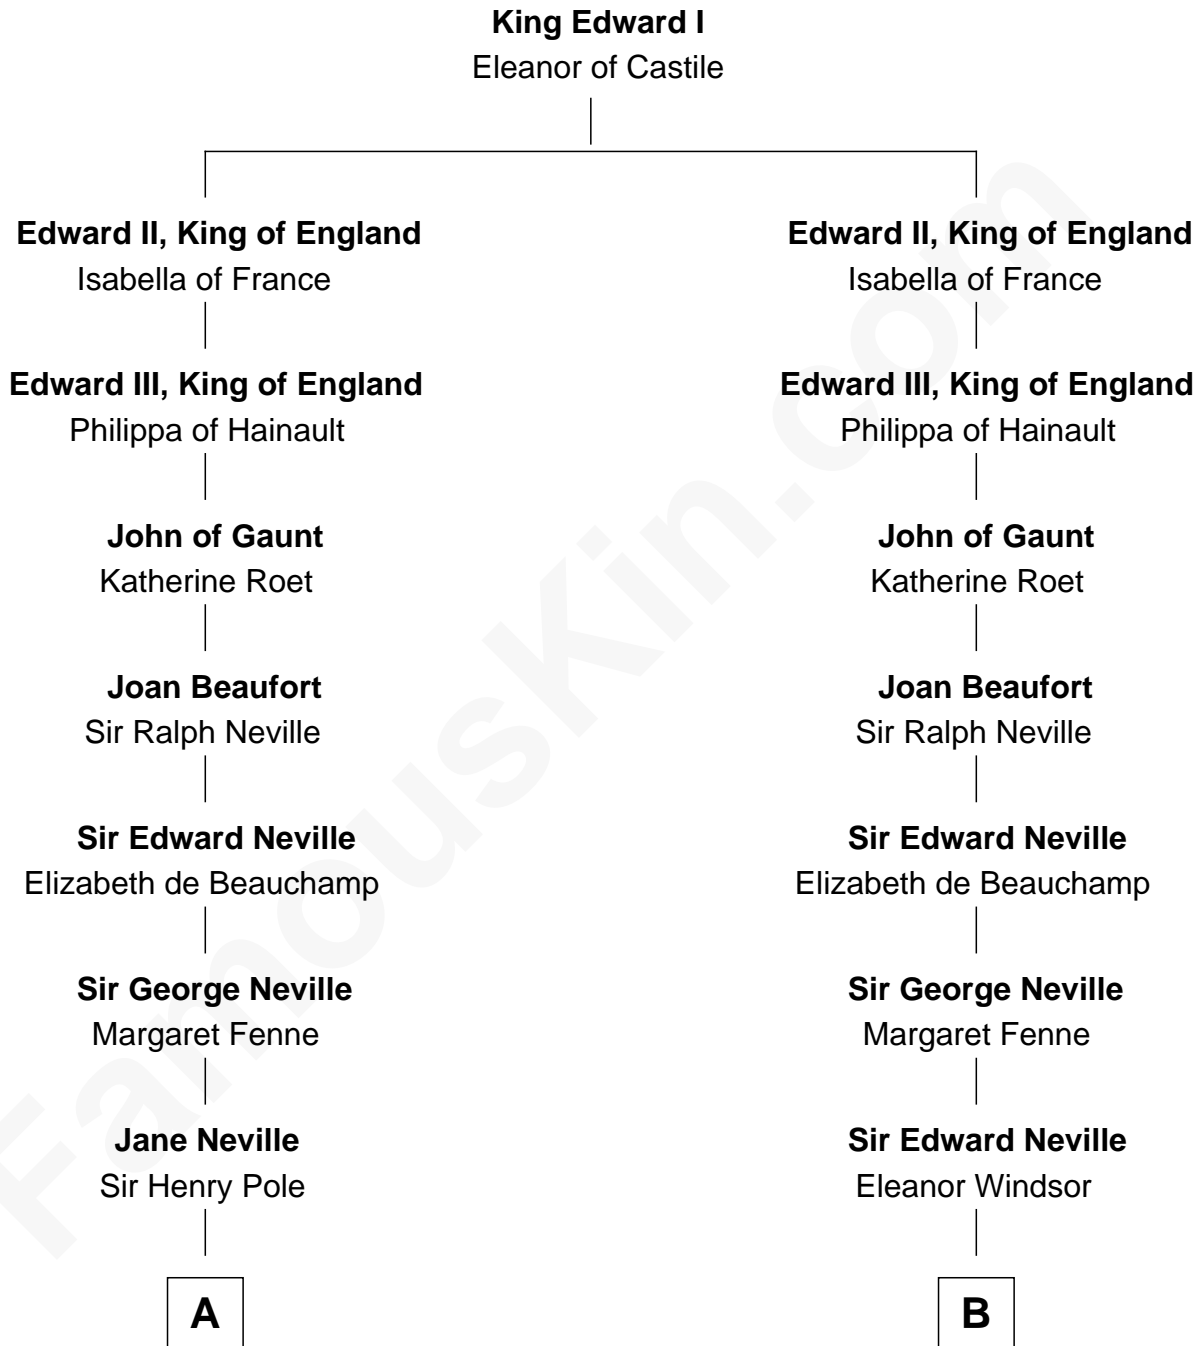 King Edward I
Eleanor of Castile
Edward II, King of England
Isabella of France
Edward III, King of England
Philippa of Hainault
John of Gaunt
Katherine Roet
Joan Beaufort
Sir Ralph Neville
Sir Edward Neville
Elizabeth de Beauchamp
Sir George Neville
Margaret Fenne
Jane Neville
Sir Henry Pole
A
Edward II, King of England
Isabella of France
Edward III, King of England
Philippa of Hainault
John of Gaunt
Katherine Roet
Joan Beaufort
Sir Ralph Neville
Sir Edward Neville
Elizabeth de Beauchamp
Sir George Neville
Margaret Fenne
Sir Edward Neville
Eleanor Windsor
B
FamousKin.com